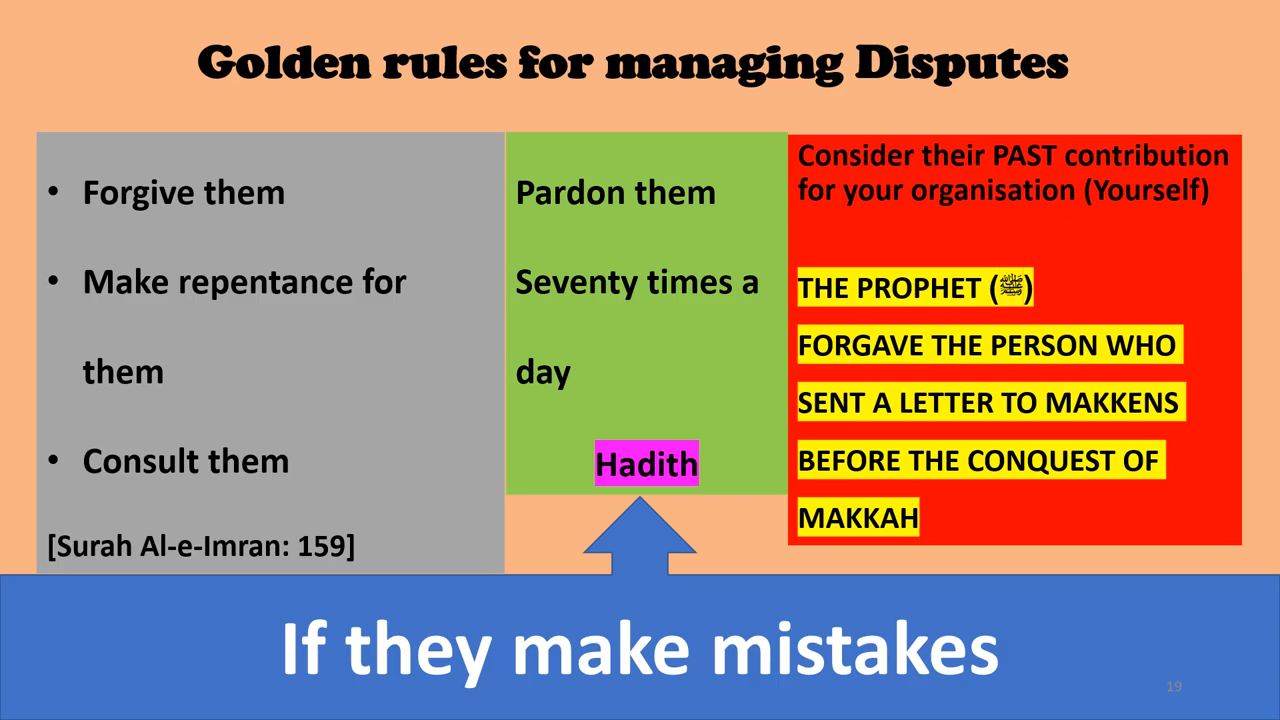 Golden rules for managing Disputes
• Forgive them
• Make repentance for
them
• Consult them
[Surah Al-e-Imran: 159]
Pardon them
Seventy times a
day
Hadith
Consider their PAST contribution
for your organisation (Yourself)
THE PROPHET (ﷺ)
FORGAVE THE PERSON WHO
SENT A LETTER TO MAKKENS
BEFORE THE CONQUEST OF
MAKKAH
If they make mistakes
19